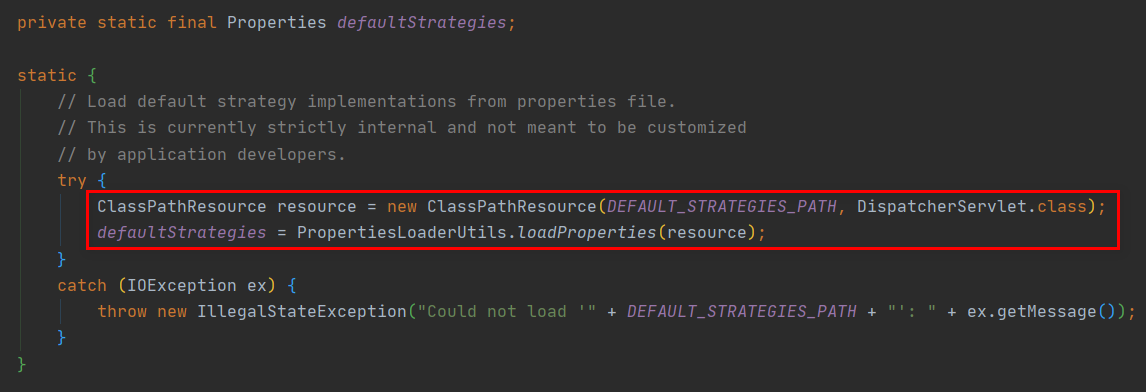 private static final Properties defaultStrategies;
static {
// Load default strategy implementations from properties file.
// This is currently strictly internal and not meant to be customized
// by application developers.
try {
ClassPathResource resource = new ClassPathResource(DEFAULT_STRATEGIES_PATH, DispatcherServlet.class);
defaultStrategies = PropertiesLoaderUtils.loadProperties(resource);
}
catch (IOException ex) {
throw new IllegalStateException("Could not load '" + DEFAULT_STRATEGIES_PATH + "': " + ex.getMessage());
}
}